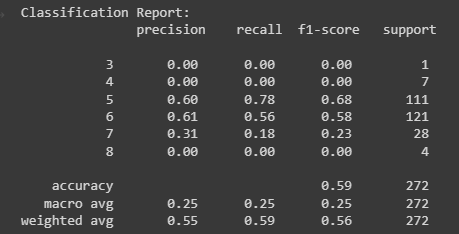 Classification Report:
precision recall f1-score support
3 0.00 0.00 0.00 1
4 0.00 0.00 0.00 7
5 0.60 0.78 0.68 111
6 0.61 0.56 0.58 121
7 0.31 0.18 0.23 28
8 0.00 0.00 0.00 4
accuracy 0.59 272
macro avg 0.25 0.25 0.25 272
weighted avg 0.55 0.59 0.56 272